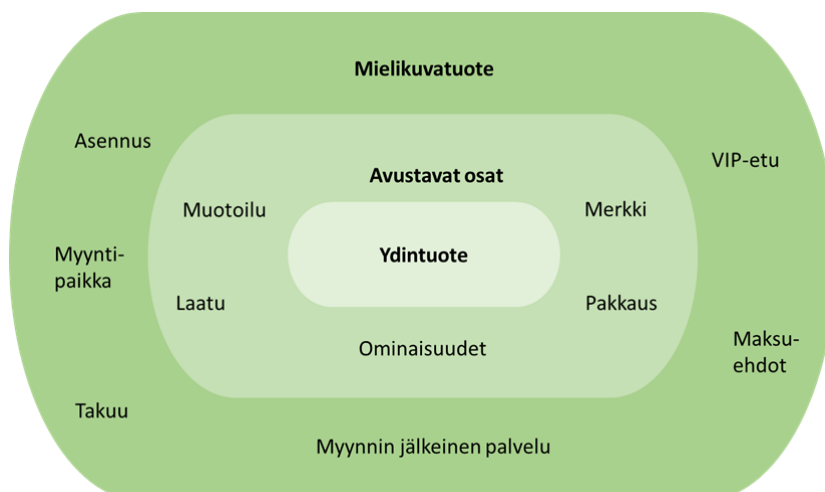 Mielikuvatuote
Asennus
VIP-etu
Avustavat osat
Muotoilu
Merkki
Myynti-
paikka
Ydintuote
Laatu
Pakkaus
Ominaisuudet
Maksu-
ehdot
Takuu
Myynnin jälkeinen palvelu